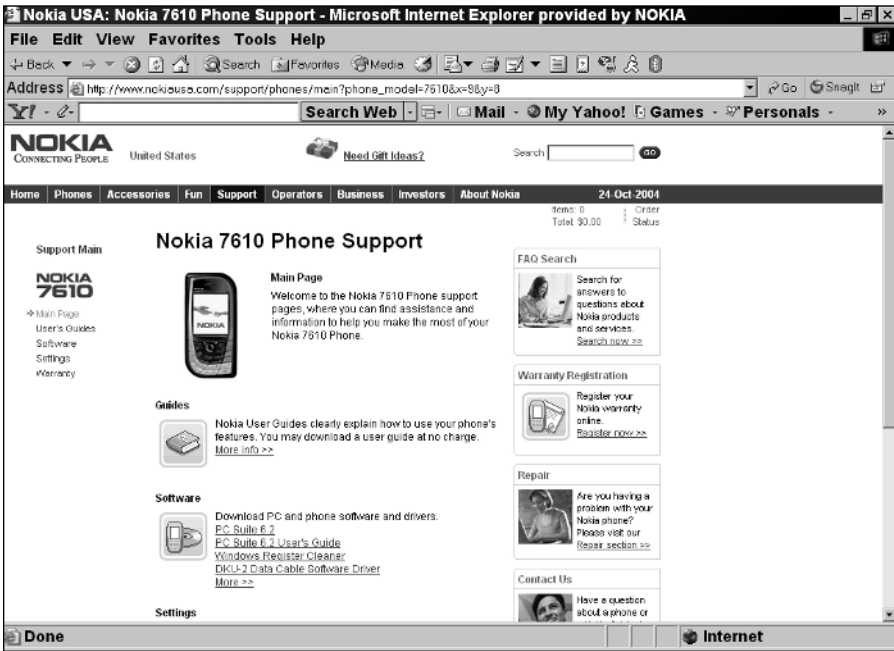 Nokia USA: Nokia 7610 Phone Support - Microsoft Internet Explorer provided by NOKIA
File Edit View Favorites Tools Help
Back Search Favorites Media
Address http://www.nokiausa.com/support/phones/main?phone_model=7610&x=9&y=8 Go SnagIt
Y! Search Web Mail My Yahoo! Games Personals »
NOKIA
CONNECTING PEOPLE United States Need Gift Ideas? Search GO
Home Phones Accessories Fun Support Operators Business Investors About Nokia 24-Oct-2004
Items: 0 Order
Total: $0.00 Status
Support Main
NOKIA
7610
Main Page
User's Guides
Software
Settings
Warranty
Nokia 7610 Phone Support
NOKIA
Main Page
Welcome to the Nokia 7610 Phone support
pages, where you can find assistance and
information to help you make the most of your
Nokia 7610 Phone.
Guides
Nokia User Guides clearly explain how to use your phone's
features. You may download a user guide at no charge.
More info >>
Software
Download PC and phone software and drivers.
PC Suite 6.2
PC Suite 6.2 User's Guide
Windows Register Cleaner
DKU-2 Data Cable Software Driver
More >>
Settings
FAQ Search
Search for
answers to
questions about
Nokia products
and services.
Search now >>
Warranty Registration
Register your
Nokia warranty
online.
Register now >>
Repair
Are you having a
problem with your
Nokia phone?
Please visit our
Repair section >>
Contact Us
Have a question
about a phone or
Done Internet